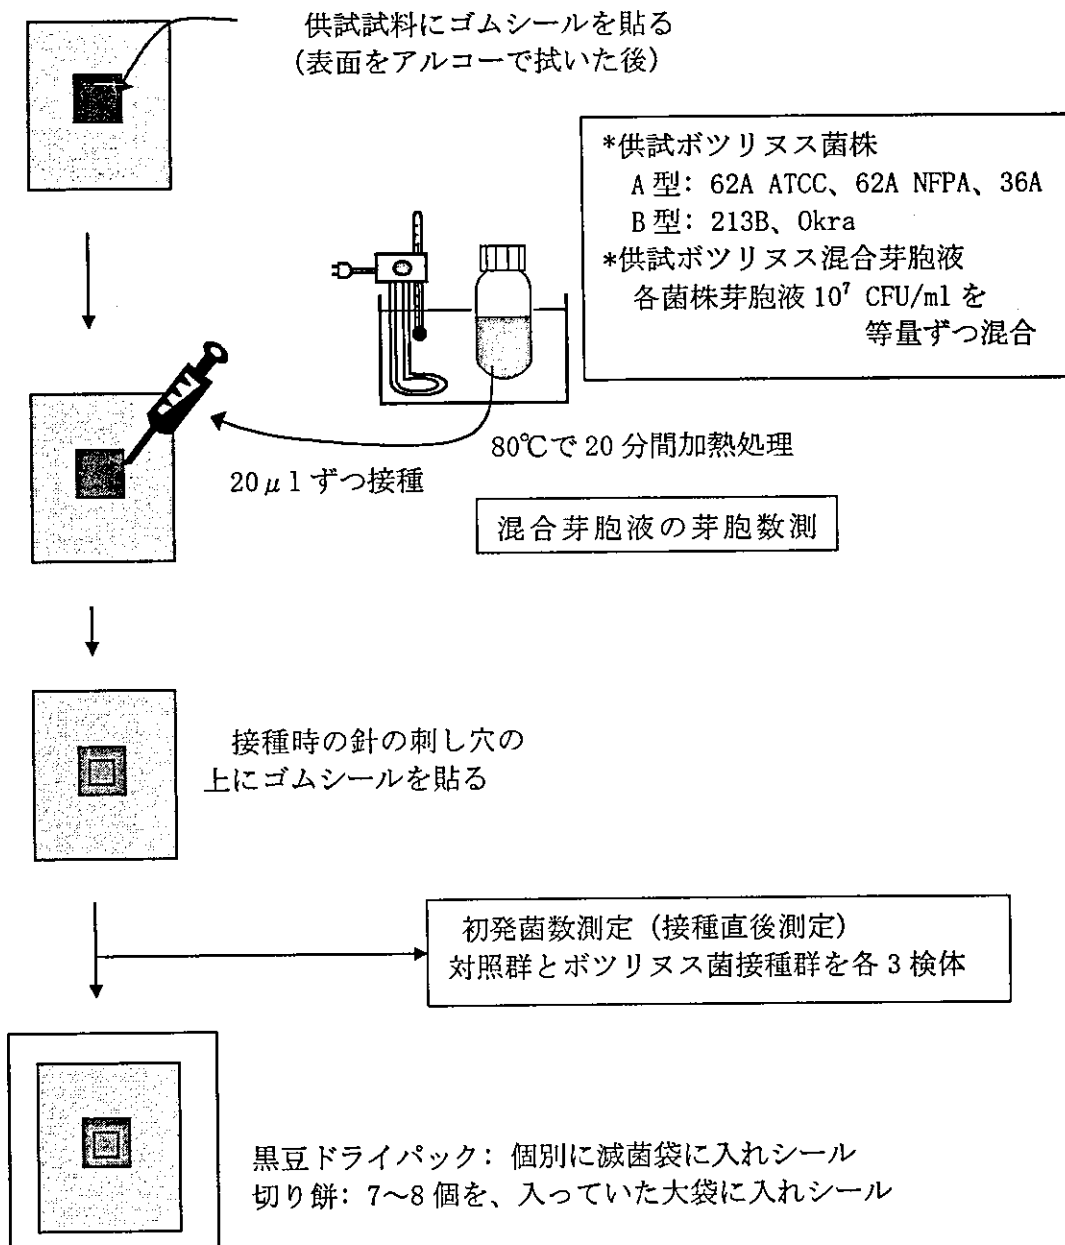 供試試料にゴムシールを貼る
(表面をアルコーで拭いた後)
*供試ボツリヌス菌株
A型: 62A ATCC、62A NFPA、36A
B型: 213B、Okra
*供試ボツリヌス混合芽胞液
各菌株芽胞液 10⁷ CFU/ml を
等量ずつ混合
80℃で 20 分間加熱処理
20μl ずつ接種
混合芽胞液の芽胞数測
接種時の針の刺し穴の
上にゴムシールを貼る
初発菌数測定 (接種直後測定)
対照群とボツリヌス菌接種群を各 3 検体
黒豆ドライパック: 個別に滅菌袋に入れシール
切り餅: 7~8 個を、入っていた大袋に入れシール